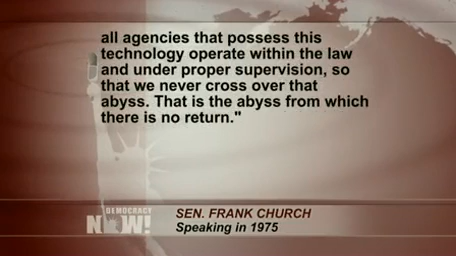 all agencies that possess this
technology operate within the law
and under proper supervision, so
that we never cross over that
abyss. That is the abyss from which
there is no return."
DEMOCRACY
NOW!
SEN. FRANK CHURCH
Speaking in 1975